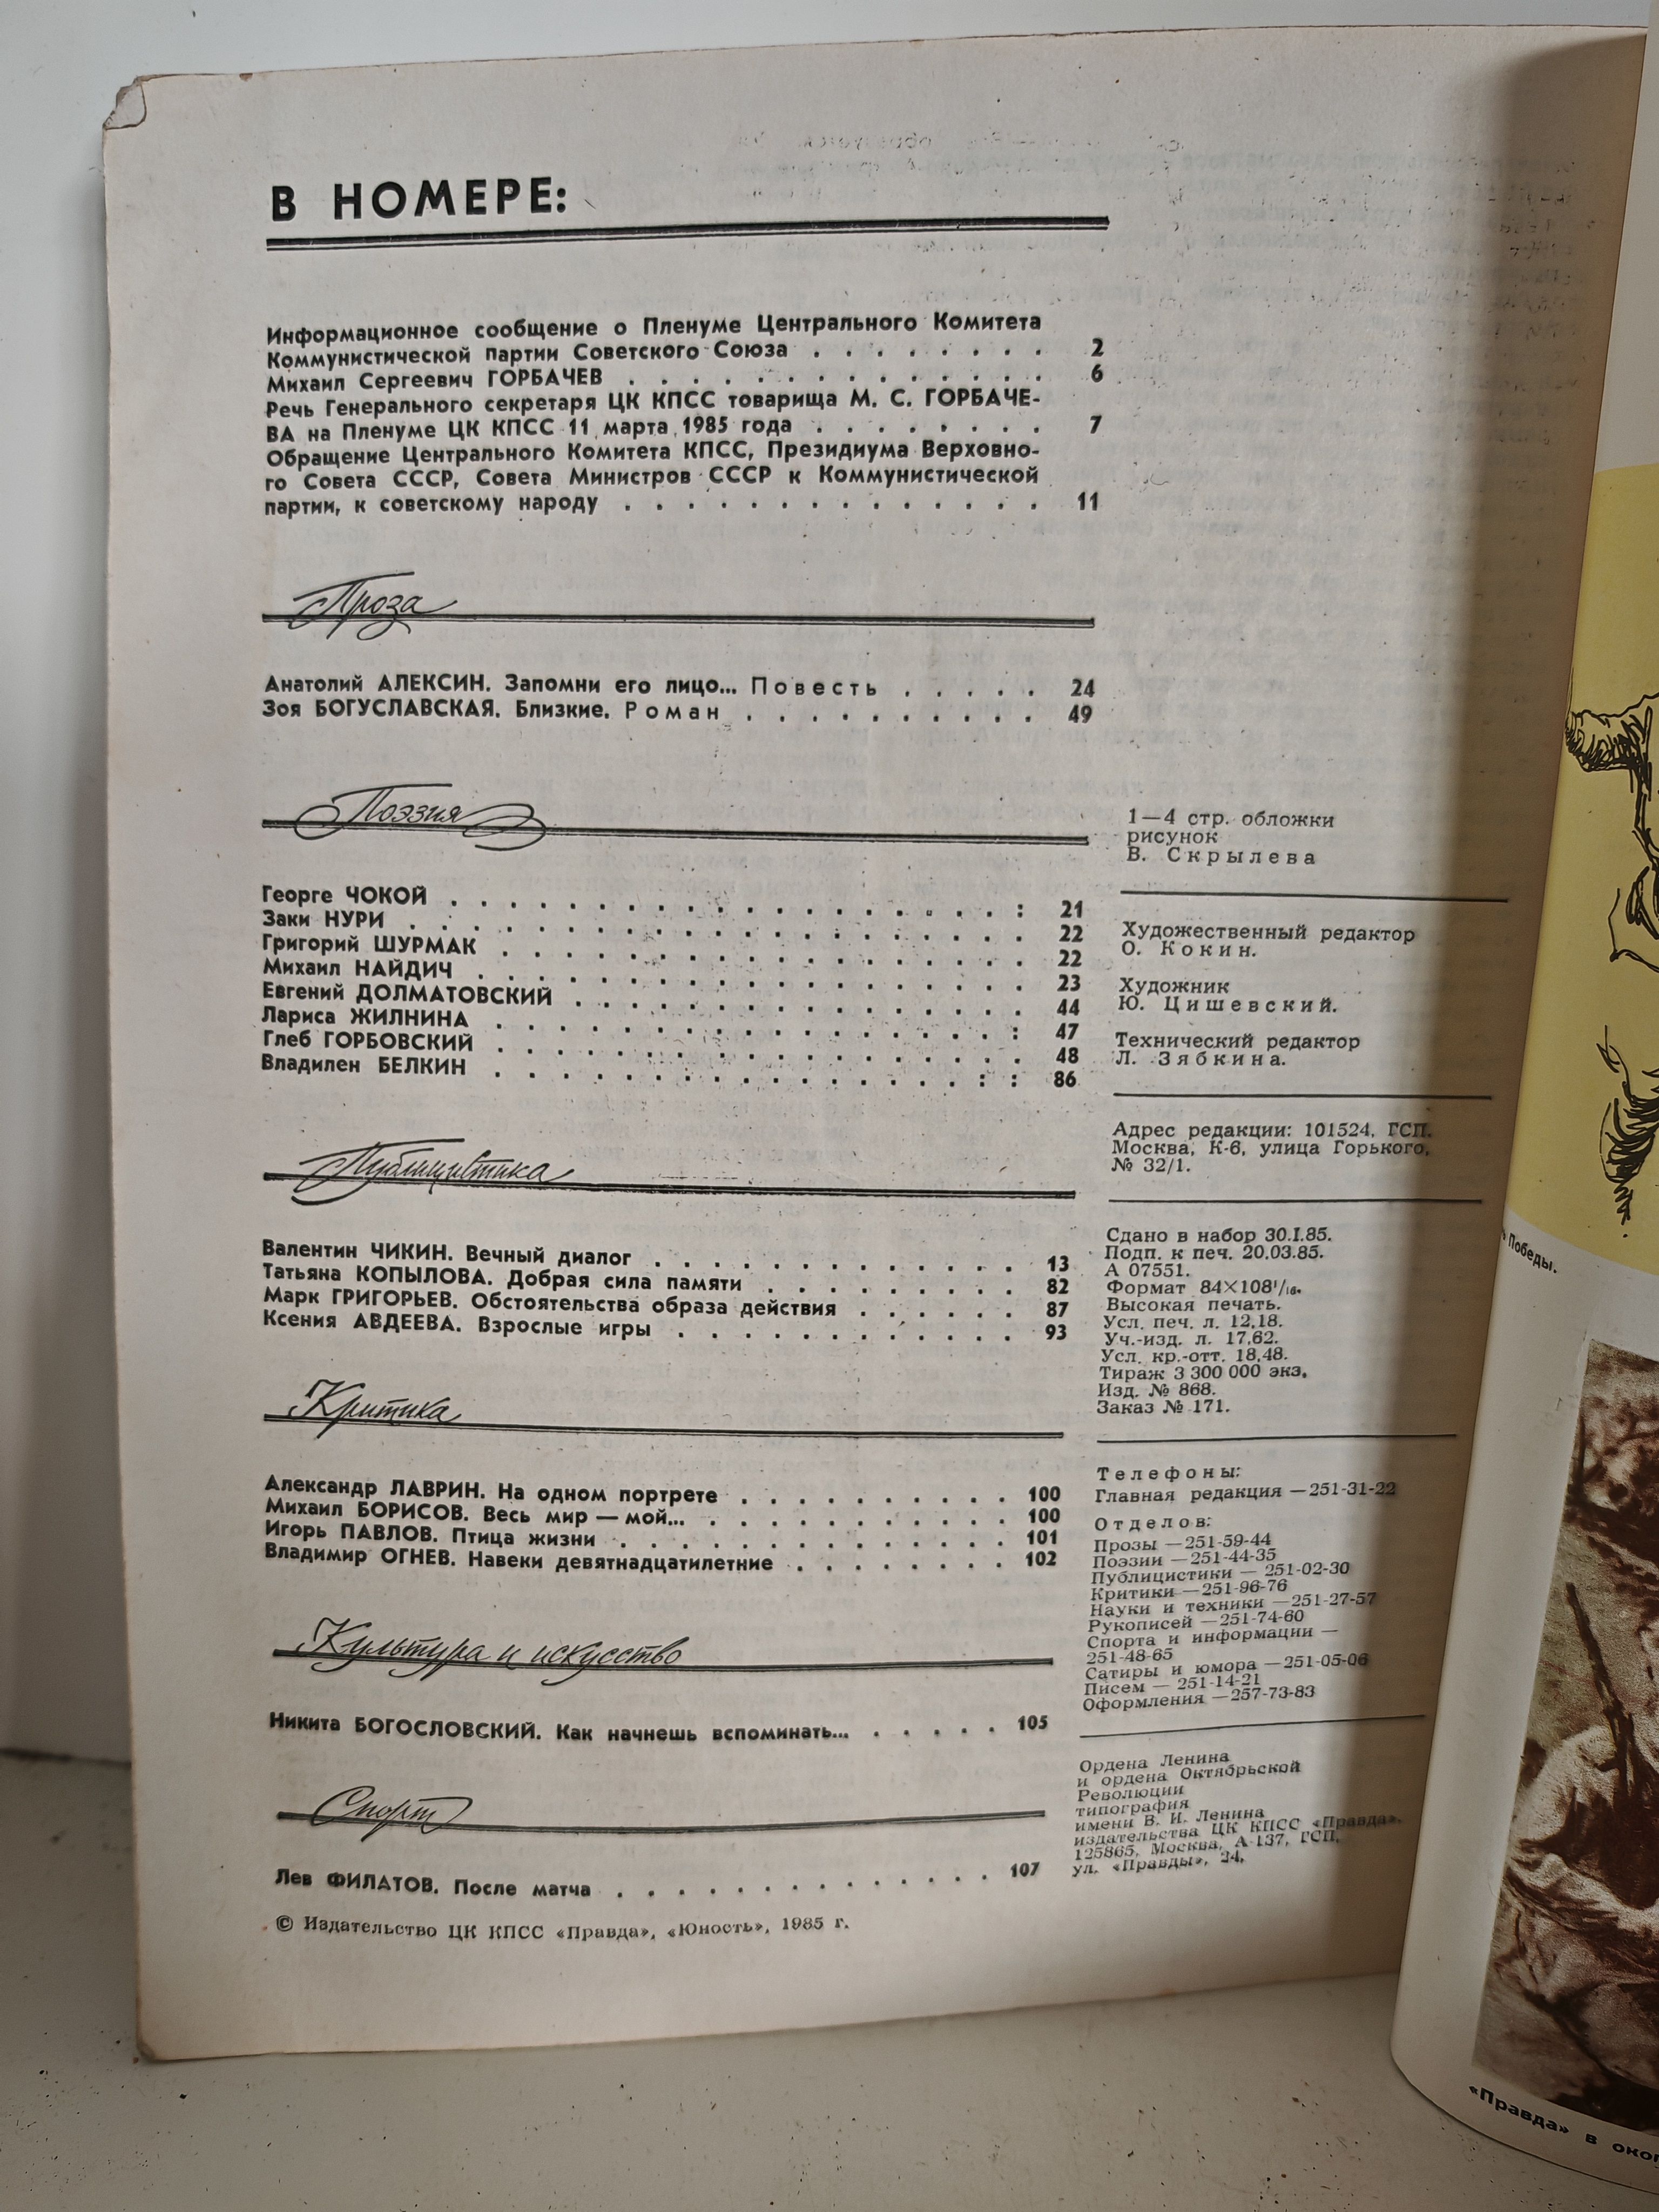 В НОМЕРЕ:
Информационное сообщение о Пленуме Центрального Комитета
Коммунистической партии Советского Союза . . . . . . . . 2
Михаил Сергеевич ГОРБАЧЕВ . . . . . . . . . . . . . 6
Речь Генерального секретаря ЦК КПСС товарища М. С. ГОРБАЧЕ-
ВА на Пленуме ЦК КПСС 11 марта 1985 года . . . . . . . . 7
Обращение Центрального Комитета КПСС, Президиума Верховно-
го Совета СССР, Совета Министров СССР к Коммунистической
партии, к советскому народу . . . . . . . . . . . . . . 11
Проза
Анатолий АЛЕКСИН. Запомни его лицо... Повесть . . . . . 24
Зоя БОГУСЛАВСКАЯ. Близкие. Роман . . . . . . . . . . 49
Поэзия
Георге ЧОКОЙ . . . . . . . . . . . . . . . . . . : 21
Заки НУРИ . . . . . . . . . . . . . . . . . . . . 22
Григорий ШУРМАК . . . . . . . . . . . . . . . . . 22
Михаил НАЙДИЧ . . . . . . . . . . . . . . . . . . 23
Евгений ДОЛМАТОВСКИЙ . . . . . . . . . . . . . . . 44
Лариса ЖИЛНИНА . . . . . . . . . . . . . . . . . : 47
Глеб ГОРБОВСКИЙ . . . . . . . . . . . . . . . . . 48
Владилен БЕЛКИН . . . . . . . . . . . . . . . . : : 86
Публицистика
Валентин ЧИКИН. Вечный диалог . . . . . . . . . . . . 13
Татьяна КОПЫЛОВА. Добрая сила памяти . . . . . . . . 82
Марк ГРИГОРЬЕВ. Обстоятельства образа действия . . . . . . 87
Ксения АВДЕЕВА. Взрослые игры . . . . . . . . . . . 93
Критика
Александр ЛАВРИН. На одном портрете . . . . . . . . . . 100
Михаил БОРИСОВ. Весь мир — мой... . . . . . . . . . . . 100
Игорь ПАВЛОВ. Птица жизни . . . . . . . . . . . . . 101
Владимир ОГНЕВ. Навеки девятнадцатилетние . . . . . . . . 102
Культура и искусство
Никита БОГОСЛОВСКИЙ. Как начнешь вспоминать... . . . . . 105
Спорт
Лев ФИЛАТОВ. После матча . . . . . . . . . . . . . 107
© Издательство ЦК КПСС «Правда», «Юность», 1985 г.
1—4 стр. обложки
рисунок
В. Скрылева
Художественный редактор
О. Кокин.
Художник
Ю. Цишевский.
Технический редактор
Л. Зябкина.
Адрес редакции: 101524, ГСП,
Москва, К-6, улица Горького,
№ 32/1.
Сдано в набор 30.I.85.
Подп. к печ. 20.03.85.
А 07551.
Формат 84×108¹/₁₆.
Высокая печать.
Усл. печ. л. 12,18.
Уч.-изд. л. 17,62.
Усл. кр.-отт. 18,48.
Тираж 3 300 000 экз.
Изд. № 868.
Заказ № 171.
Телефоны:
Главная редакция — 251-31-22
Отделов:
Прозы — 251-59-44
Поэзии — 251-44-35
Публицистики — 251-02-30
Критики — 251-96-76
Науки и техники — 251-27-57
Рукописей — 251-74-60
Спорта и информации —
251-48-65
Сатиры и юмора — 251-05-06
Писем — 251-14-21
Оформления — 257-73-83
Ордена Ленина
и ордена Октябрьской
Революции
типография
имени В. И. Ленина
издательства ЦК КПСС «Правда».
125865, Москва, А-137, ГСП,
ул. «Правды», 24.
Победы.
«Правда» в